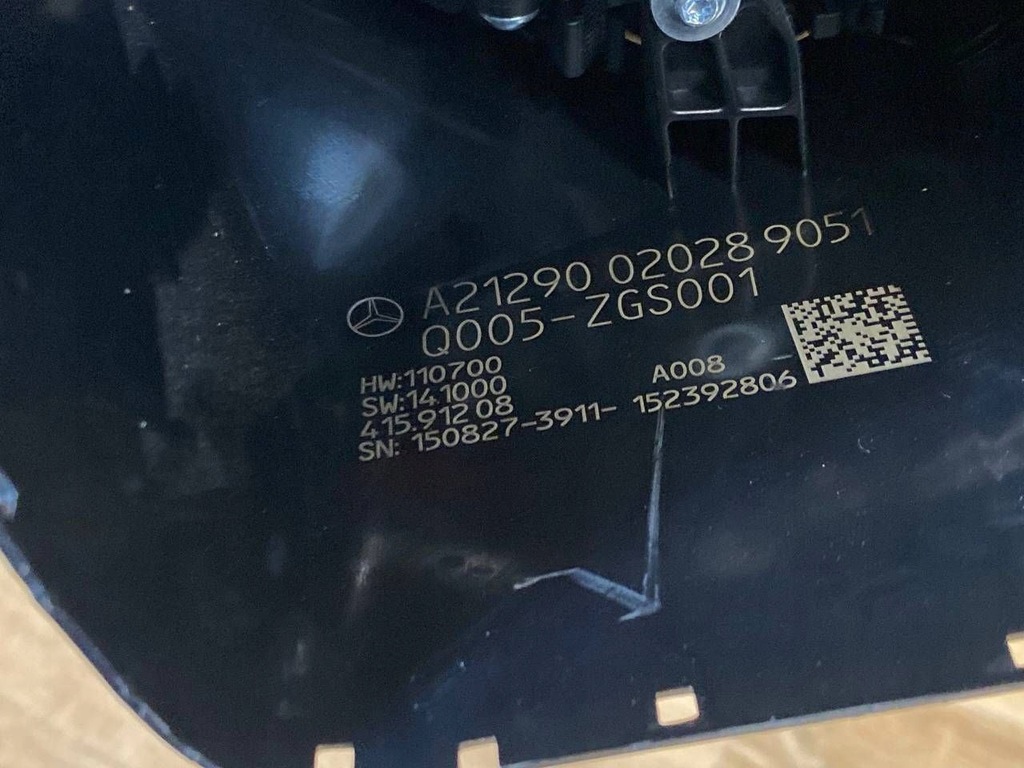 A21290 02028 9051
Q005-ZGS001
HW:110700
SW:141000 A008
415.912 08
SN: 150827-3911- 152392806